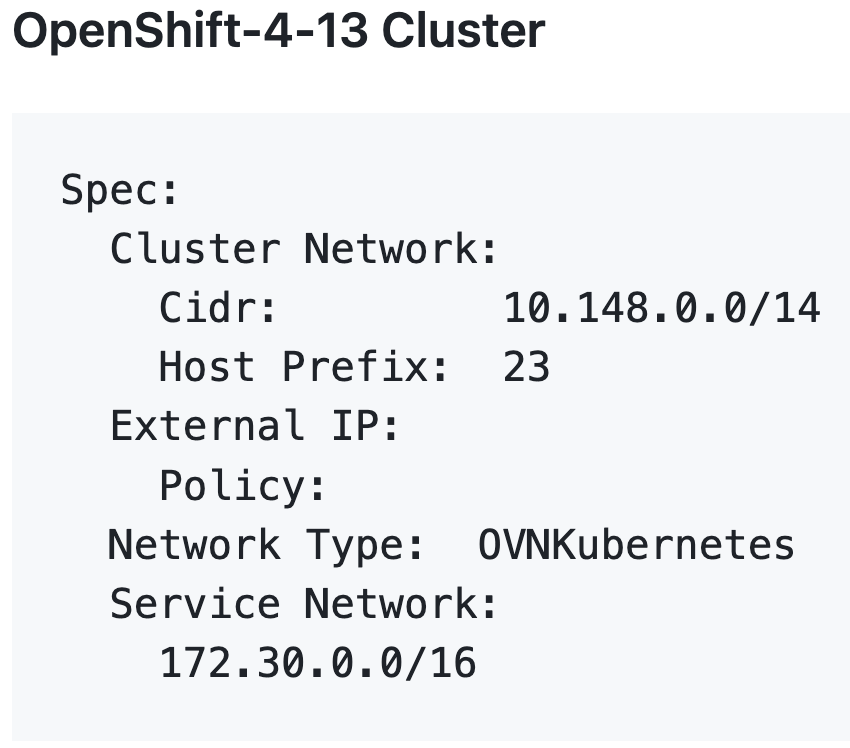 OpenShift-4-13 Cluster
Spec:
  Cluster Network:
    Cidr:         10.148.0.0/14
    Host Prefix:  23
  External IP:
    Policy:
  Network Type:  OVNKubernetes
  Service Network:
    172.30.0.0/16